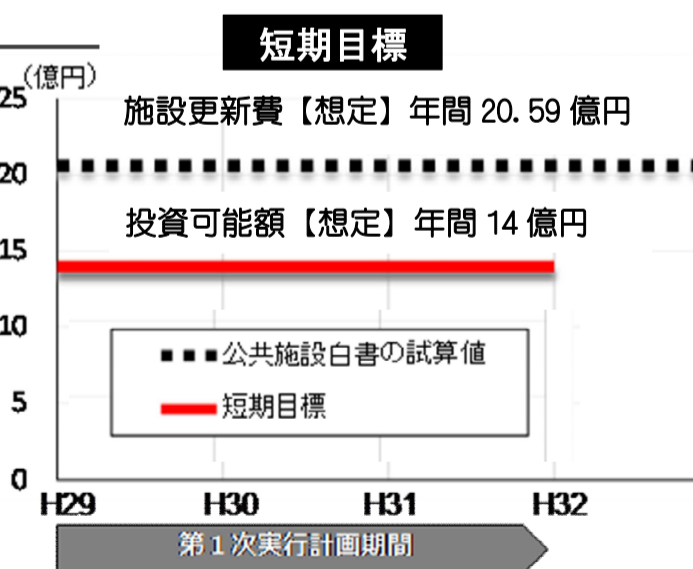 短期目標
（億円）
25
施設更新費【想定】年間 20.59 億円
20
投資可能額【想定】年間 14 億円
15
10
公共施設白書の試算値
5
短期目標
0
H29 H30 H31 H32
第１次実行計画期間